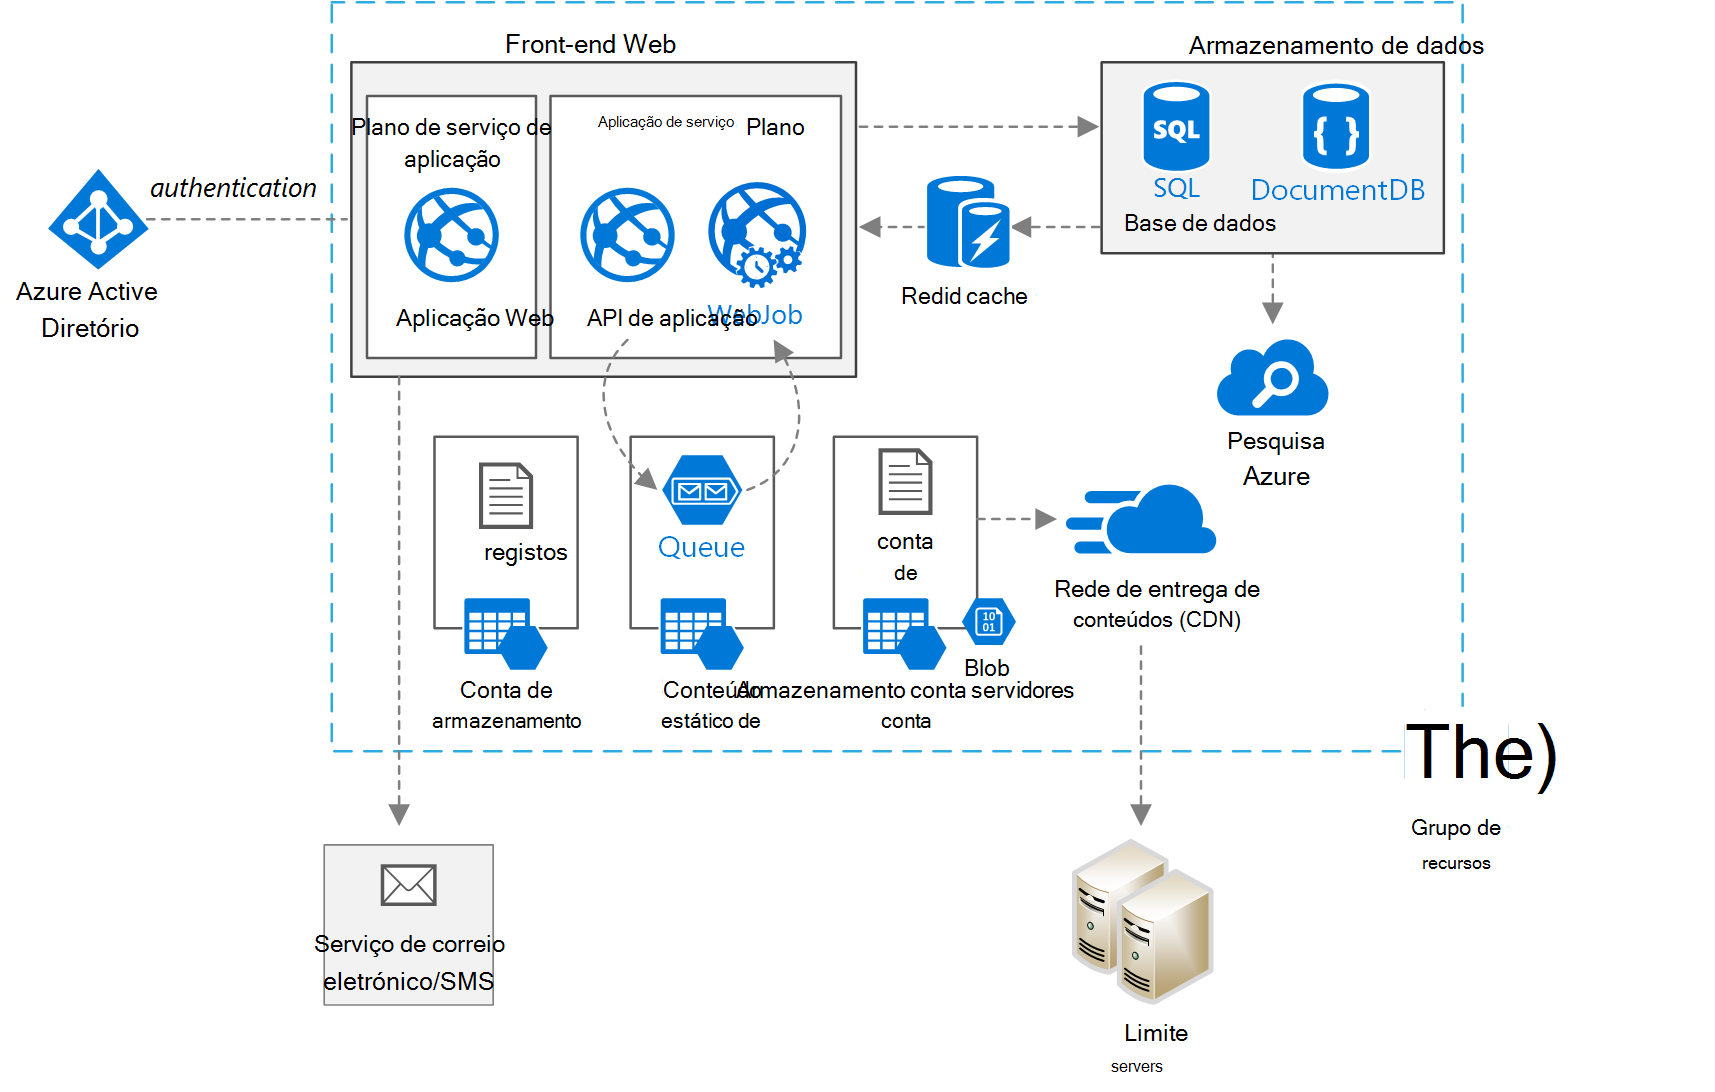 Front-end Web
Armazenamento de dados
Plano de serviço de
aplicação
Aplicação de serviço Plano
authentication
SQL
SQL
DocumentDB
Base de dados
Azure Active
Diretório
Aplicação Web
API de aplicação
WebJob
Redid cache
Pesquisa
Azure
registos
Queue
conta
de
Rede de entrega de
conteúdos (CDN)
10
01
Blob
Conta de
armazenamento
Conteúdo
estático de
Armazenamento conta servidores
conta
The)
Grupo de
recursos
Serviço de correio
eletrónico/SMS
Limite
servers